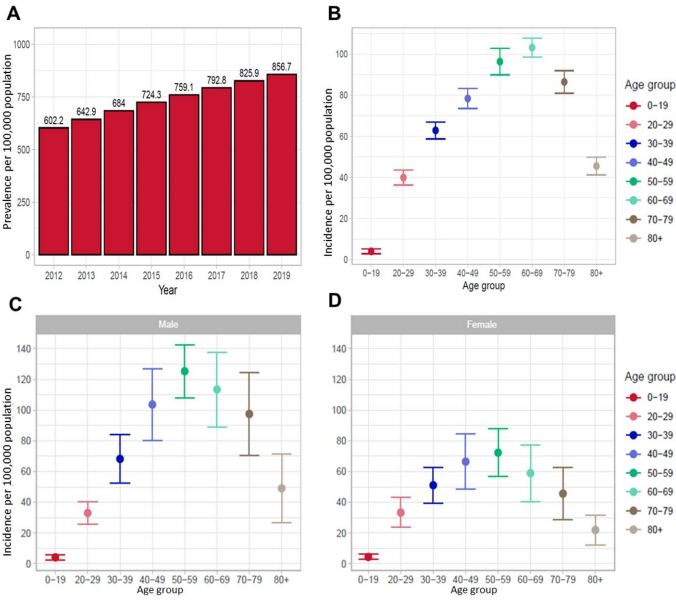 A
Prevalence per 100,000 population
1000
750
500
250
0
602.2
642.9
684
724.3
759.1
792.8
825.9
856.7
2012 2013 2014 2015 2016 2017 2018 2019
Year
B
Incidence per 100,000 population
100
80
60
40
20
0
0-19 20-29 30-39 40-49 50-59 60-69 70-79 80+
Age group
Age group
0-19
20-29
30-39
40-49
50-59
60-69
70-79
80+
C
Male
Incidence per 100,000 population
140
120
100
80
60
40
20
0
0-19 20-29 30-39 40-49 50-59 60-69 70-79 80+
Age group
D
Female
140
120
100
80
60
40
20
0
0-19 20-29 30-39 40-49 50-59 60-69 70-79 80+
Age group
Age group
0-19
20-29
30-39
40-49
50-59
60-69
70-79
80+